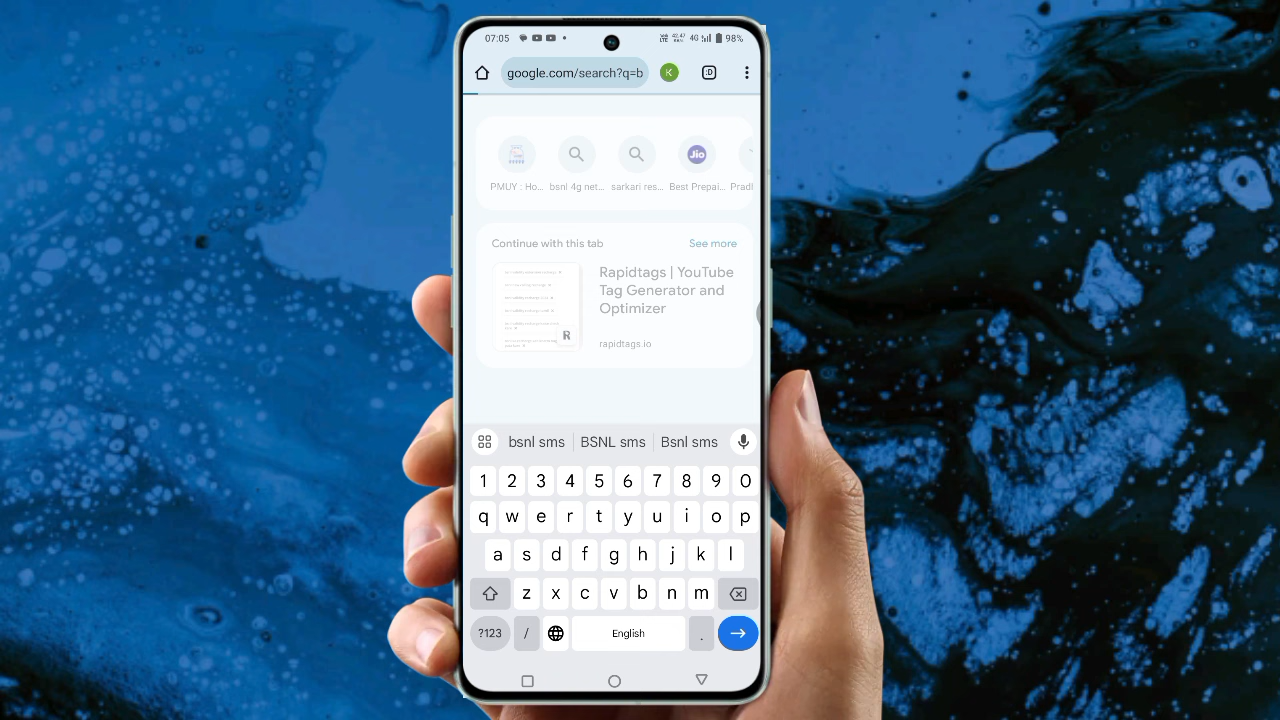 07:05 4G 98%
google.com/search?q=b K :D
Jio
PMUY : Ho... bsnl 4g net... sarkari res... Best Prepai...
Continue with this tab See more
Rapidtags | YouTube
Tag Generator and
Optimizer
R
rapidtags.io
bsnl sms BSNL sms Bsnl sms
1 2 3 4 5 6 7 8 9 0
q w e r t y u i o p
a s d f g h j k l
z x c v b n m
?123 / English .